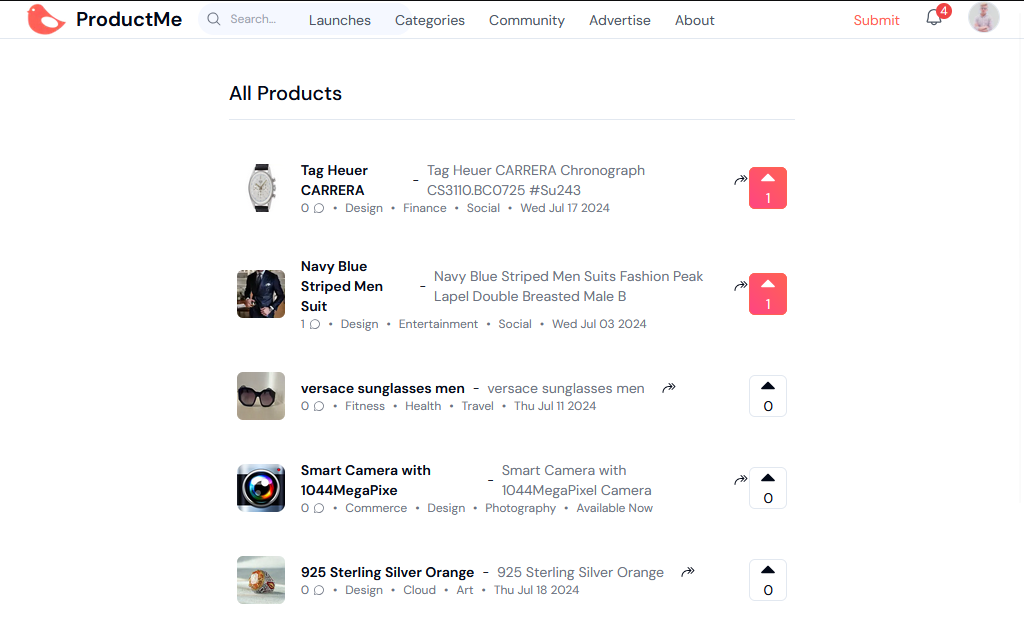 ProductMe
Search...
Launches
Categories
Community
Advertise
About
Submit
4
All Products
Tag Heuer
CARRERA
-
Tag Heuer CARRERA Chronograph
CS3110.BC0725 #Su243
0 • Design • Finance • Social • Wed Jul 17 2024
1
Navy Blue
Striped Men
Suit
-
Navy Blue Striped Men Suits Fashion Peak
Lapel Double Breasted Male B
1 • Design • Entertainment • Social • Wed Jul 03 2024
1
versace sunglasses men - versace sunglasses men
0 • Fitness • Health • Travel • Thu Jul 11 2024
0
Smart Camera with
1044MegaPixe
-
Smart Camera with
1044MegaPixel Camera
0 • Commerce • Design • Photography • Available Now
0
925 Sterling Silver Orange - 925 Sterling Silver Orange
0 • Design • Cloud • Art • Thu Jul 18 2024
0